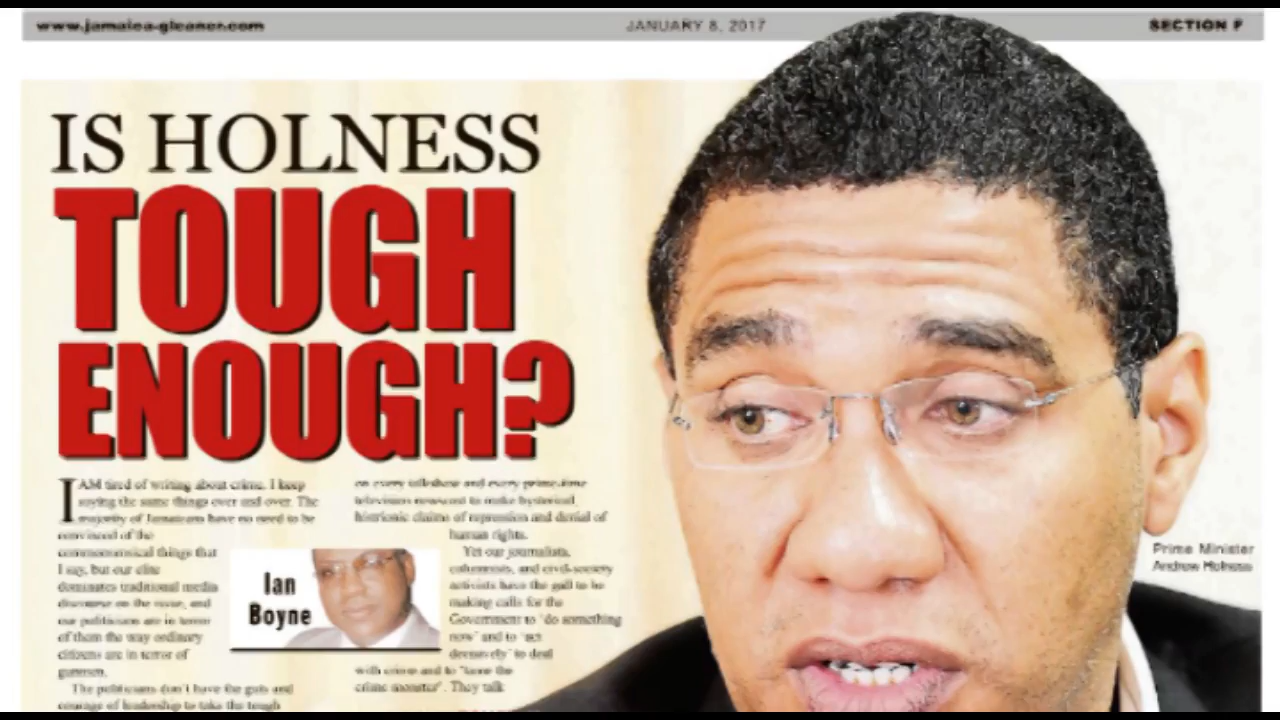 www.jamaica-gleaner.com
JANUARY 8, 2017
SECTION F
IS HOLNESS
TOUGH
ENOUGH?
I AM tired of writing about crime. I keep
saying the same things over and over. The
majority of Jamaicans have no need to be
convinced of the
commonsensical things that
I say, but our elite
dominates traditional media
discourse on the issue, and
our politicians are in terror
of them the way ordinary
citizens are in terror of
gunmen.
The politicians don't have the guts and
courage of leadership to take the tough
Ian
Boyne
on every talkshow and every prime-time
television newscast to make hysterical,
histrionic claims of repression and denial of
human rights.
Yet our journalists,
columnists, and civil-society
activists have the gall to be
making calls for the
Government to 'do something
now' and to 'act
decisively' to deal
with crime and to "tame the
crime monster". They talk
Prime Minister
Andrew Holness